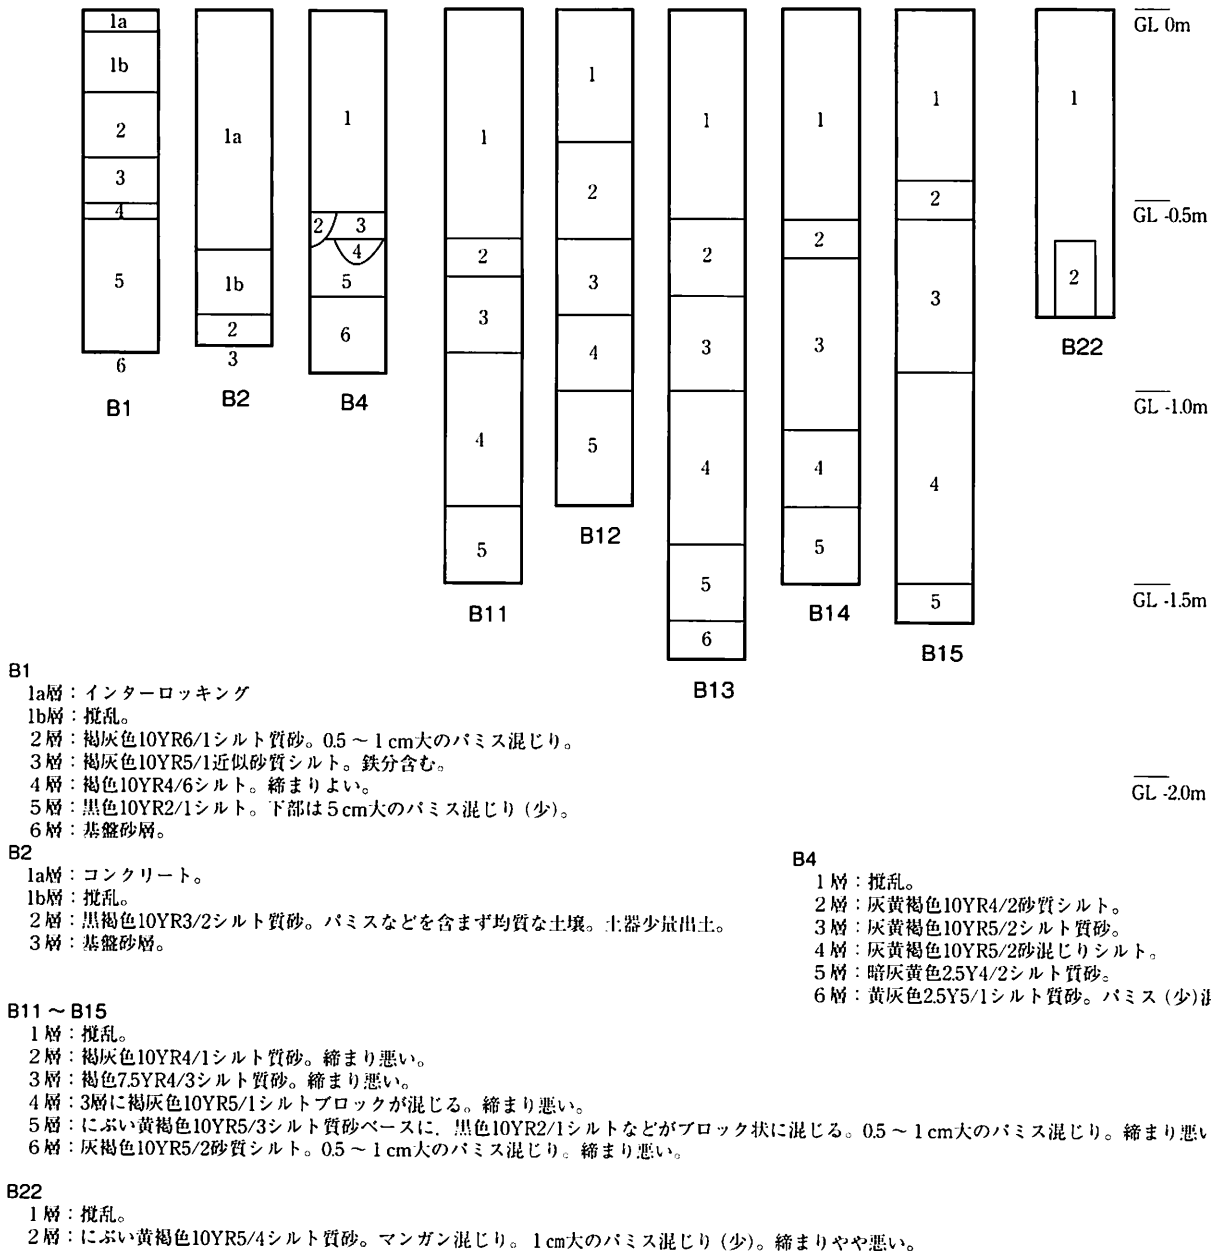 1a
1b
2
3
4
5
6
B1
1a
1b
2
3
B2
1
2
3
4
5
6
B4
1
2
3
4
5
B11
1
2
3
4
5
B12
1
2
3
4
5
6
B13
1
2
3
4
5
B14
1
2
3
4
5
B15
1
2
B22
GL 0m
GL -0.5m
GL -1.0m
GL -1.5m
GL -2.0m
B1
1a層：インターロッキング
1b層：撹乱。
2層：褐灰色10YR6/1シルト質砂。0.5～1cm大のパミス混じり。
3層：褐灰色10YR5/1近似砂質シルト。鉄分含む。
4層：褐色10YR4/6シルト。締まりよい。
5層：黒色10YR2/1シルト。下部は5cm大のパミス混じり（少）。
6層：基盤砂層。
B2
1a層：コンクリート。
1b層：撹乱。
2層：黒褐色10YR3/2シルト質砂。パミスなどを含まず均質な土壌。土器少量出土。
3層：基盤砂層。
B4
1層：撹乱。
2層：灰黄褐色10YR4/2砂質シルト。
3層：灰黄褐色10YR5/2シルト質砂。
4層：灰黄褐色10YR5/2砂混じりシルト。
5層：暗灰黄色2.5Y4/2シルト質砂。
6層：黄灰色2.5Y5/1シルト質砂。パミス（少）
B11～B15
1層：撹乱。
2層：褐灰色10YR4/1シルト質砂。締まり悪い。
3層：褐色7.5YR4/3シルト質砂。締まり悪い。
4層：3層に褐灰色10YR5/1シルトブロックが混じる。締まり悪い。
5層：にぶい黄褐色10YR5/3シルト質砂ベースに，黒色10YR2/1シルトなどがブロック状に混じる。0.5～1cm大のパミス混じり。締まり悪い
6層：灰褐色10YR5/2砂質シルト。0.5～1cm大のパミス混じり。締まり悪い。
B22
1層：撹乱。
2層：にぶい黄褐色10YR5/4シルト質砂。マンガン混じり。1cm大のパミス混じり（少）。締まりやや悪い。